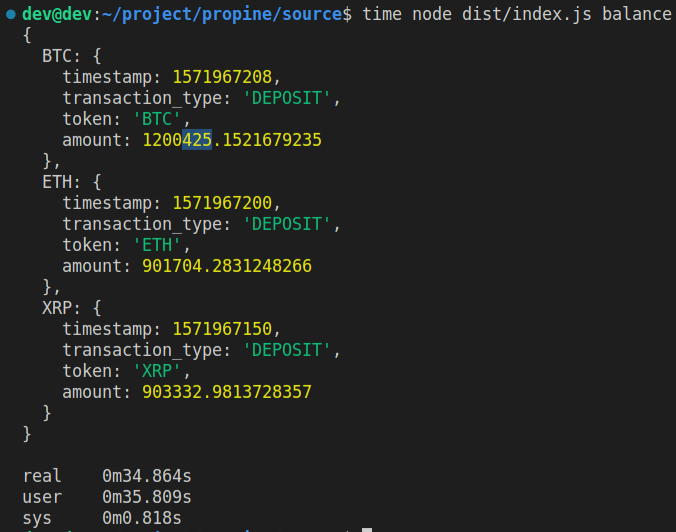 dev@dev:~/project/propine/source$ time node dist/index.js balance
{
  BTC: {
    timestamp: 1571967208,
    transaction_type: 'DEPOSIT',
    token: 'BTC',
    amount: 1200425.1521679235
  },
  ETH: {
    timestamp: 1571967200,
    transaction_type: 'DEPOSIT',
    token: 'ETH',
    amount: 901704.2831248266
  },
  XRP: {
    timestamp: 1571967150,
    transaction_type: 'DEPOSIT',
    token: 'XRP',
    amount: 903332.9813728357
  }
}
real    0m34.864s
user    0m35.809s
sys     0m0.818s